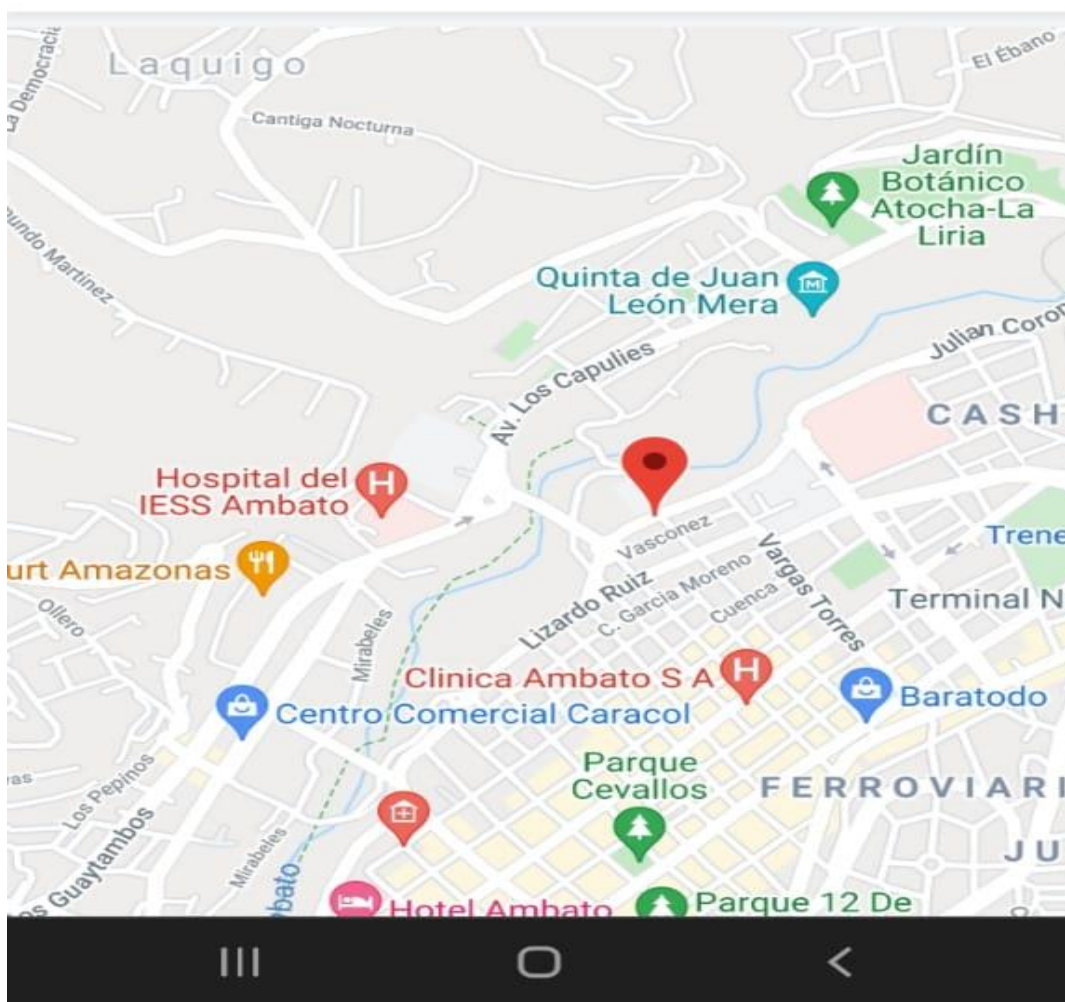 Laquigo
La Democracia
El Ébano
Cantiga Nocturna
Jardín
Botánico
Atocha-La
Liria
Martinez
Quinta de Juan
León Mera
Julian
Av. Los Capulies
CASH
Hospital del
IESS Ambato
H
Vasconez
urt Amazonas
Lizardo Ruiz
C. Garcia Moreno
Vargas Torres
Trene
Ollero
Cuenca
Terminal N
Mirabeles
Clinica Ambato S A
H
Centro Comercial Caracol
Baratodo
Los Pepinos
Parque
Cevallos
FERROVIARI
Mirabeles
JU
Guaytambos
Hotel Ambato
Parque 12 De